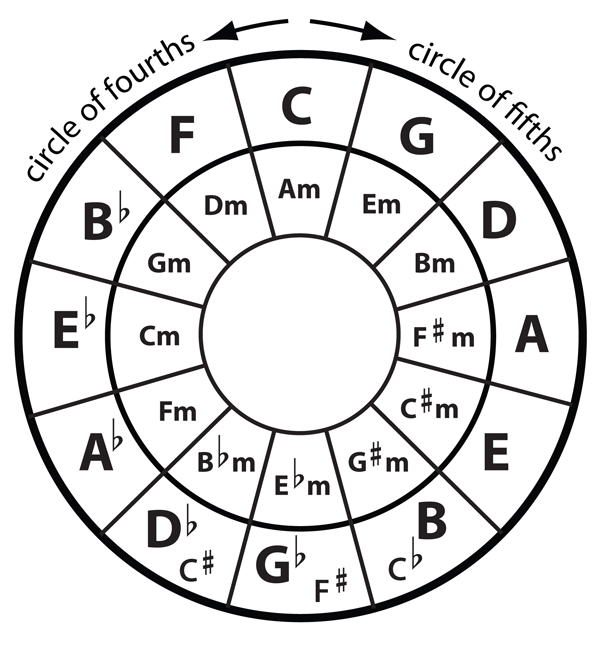 circle of fourths
circle of fifths
C
G
D
A
E
B
C♭
G♭
F♯
D♭
C♯
A♭
E♭
B♭
F
Am
Em
Bm
F♯m
C♯m
G♯m
E♭m
B♭m
Fm
Cm
Gm
Dm